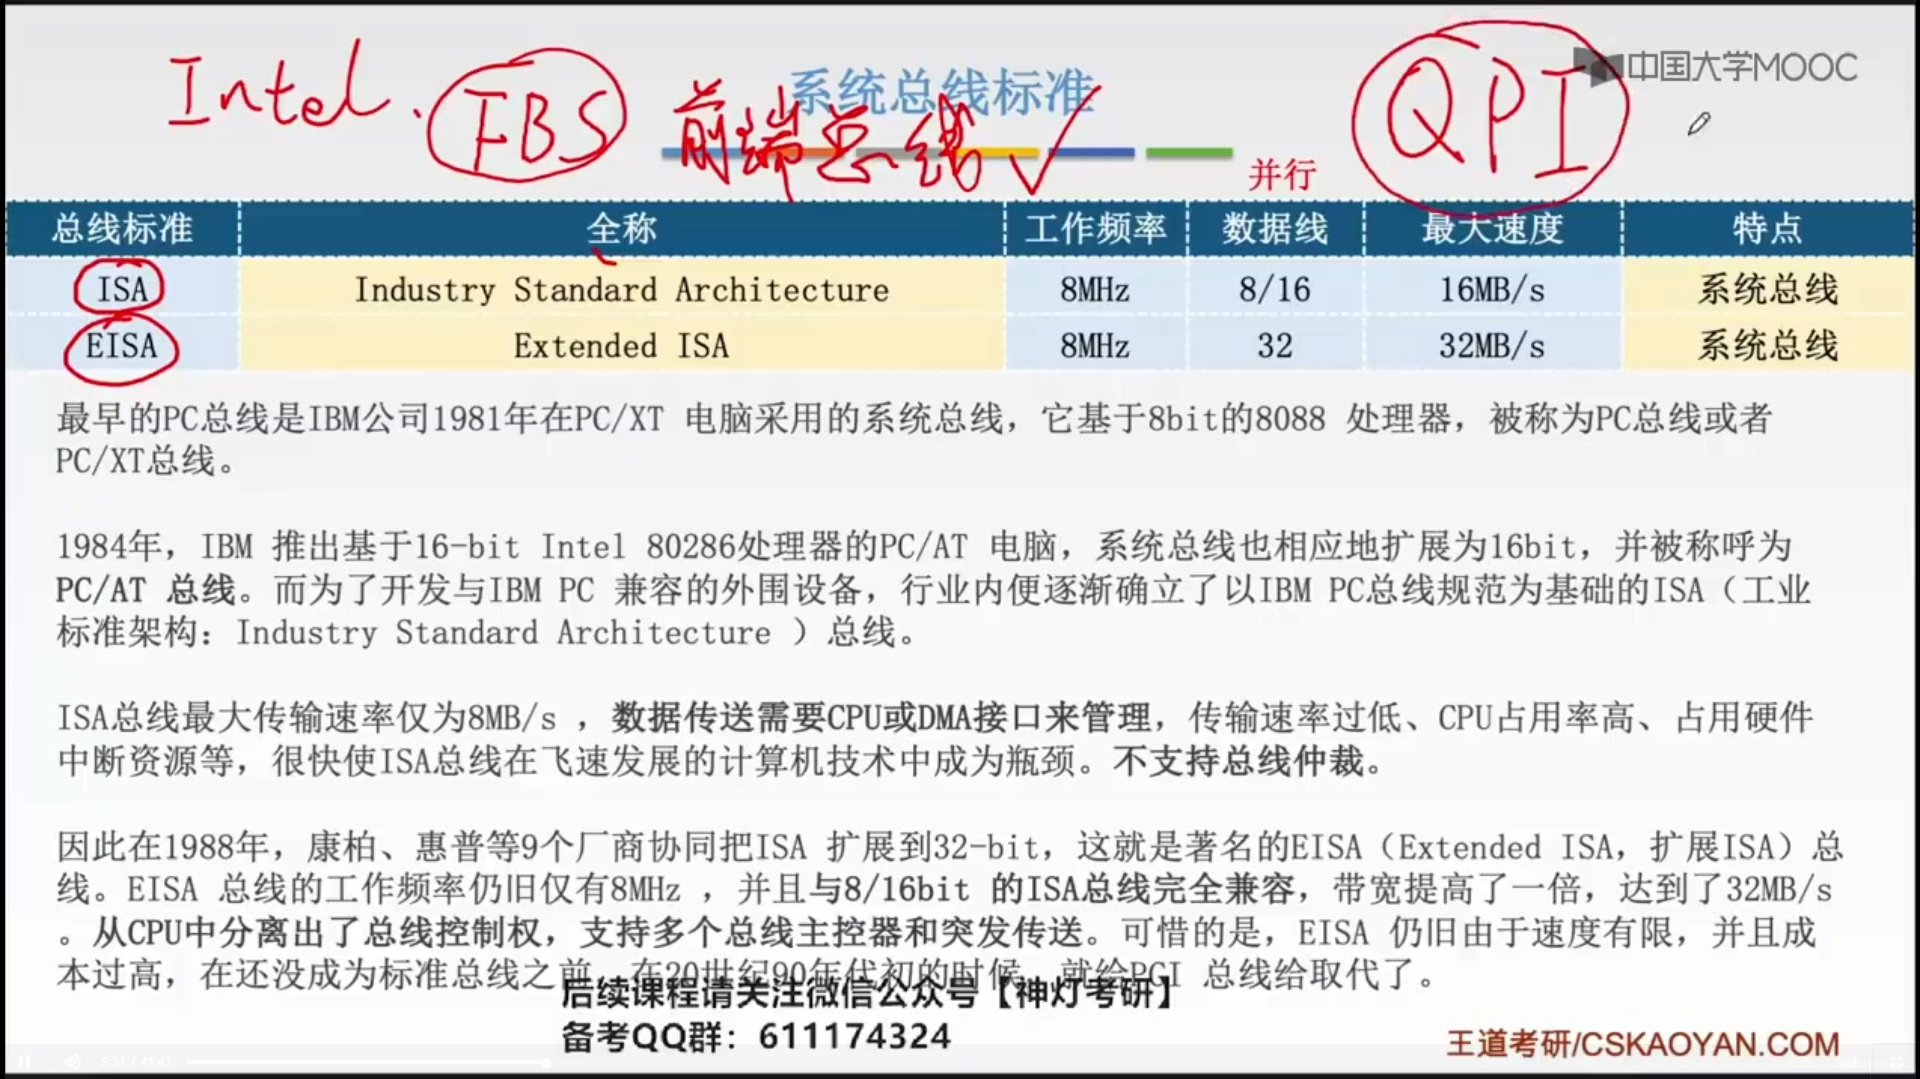 Intel. FBS 前端总线 QPI
系统总线标准
中国大学MOOC
并行
总线标准 全称 工作频率 数据线 最大速度 特点
ISA Industry Standard Architecture 8MHz 8/16 16MB/s 系统总线
EISA Extended ISA 8MHz 32 32MB/s 系统总线
最早的PC总线是IBM公司1981年在PC/XT 电脑采用的系统总线，它基于8bit的8088 处理器，被称为PC总线或者
PC/XT总线。
1984年，IBM 推出基于16-bit Intel 80286处理器的PC/AT 电脑，系统总线也相应地扩展为16bit，并被称呼为
PC/AT 总线。而为了开发与IBM PC 兼容的外围设备，行业内便逐渐确立了以IBM PC总线规范为基础的ISA（工业
标准架构：Industry Standard Architecture ）总线。
ISA总线最大传输速率仅为8MB/s ，数据传送需要CPU或DMA接口来管理，传输速率过低、CPU占用率高、占用硬件
中断资源等，很快使ISA总线在飞速发展的计算机技术中成为瓶颈。不支持总线仲裁。
因此在1988年，康柏、惠普等9个厂商协同把ISA 扩展到32-bit，这就是著名的EISA（Extended ISA，扩展ISA）总
线。EISA 总线的工作频率仍旧仅有8MHz ，并且与8/16bit 的ISA总线完全兼容，带宽提高了一倍，达到了32MB/s
。从CPU中分离出了总线控制权，支持多个总线主控器和突发传送。可惜的是，EISA 仍旧由于速度有限，并且成
本过高，在还没成为标准总线之前，在20世纪90年代初的时候，就给PCI 总线给取代了。
后续课程请关注微信公众号【神灯考研】
备考QQ群：611174324
王道考研/CSKAOYAN.COM